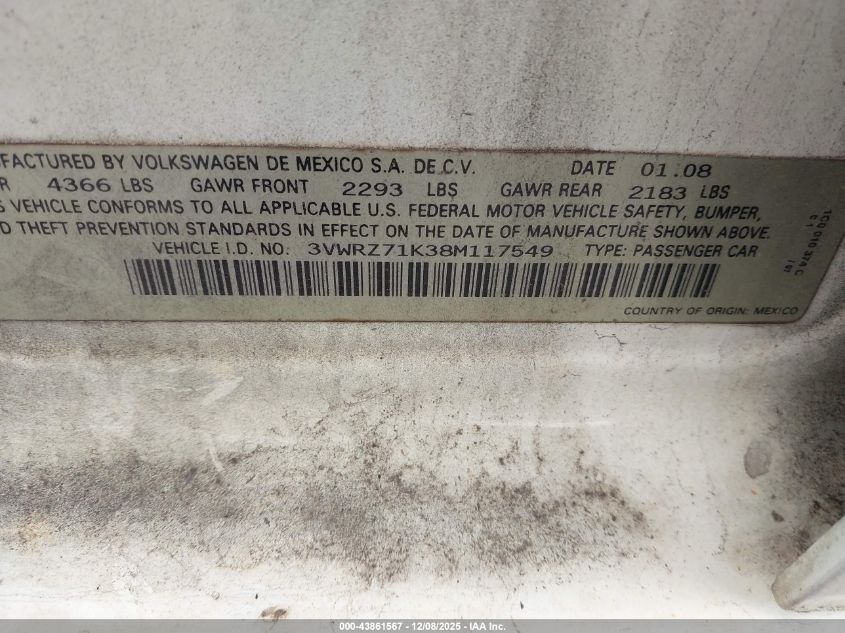 FACTURED BY VOLKSWAGEN DE MEXICO S.A. DE C.V. DATE 01.08
R 4366 LBS GAWR FRONT 2293 LBS GAWR REAR 2183 LBS
S VEHICLE CONFORMS TO ALL APPLICABLE U.S. FEDERAL MOTOR VEHICLE SAFETY, BUMPER,
D THEFT PREVENTION STANDARDS IN EFFECT ON THE DATE OF MANUFACTURE SHOWN ABOVE.
VEHICLE I.D. NO. : 3VWRZ71K38M117549 TYPE: PASSENGER CAR
COUNTRY OF ORIGIN: MEXICO
TC0 010 374 C
000-43861567 - 12/08/2025 - IAA Inc.